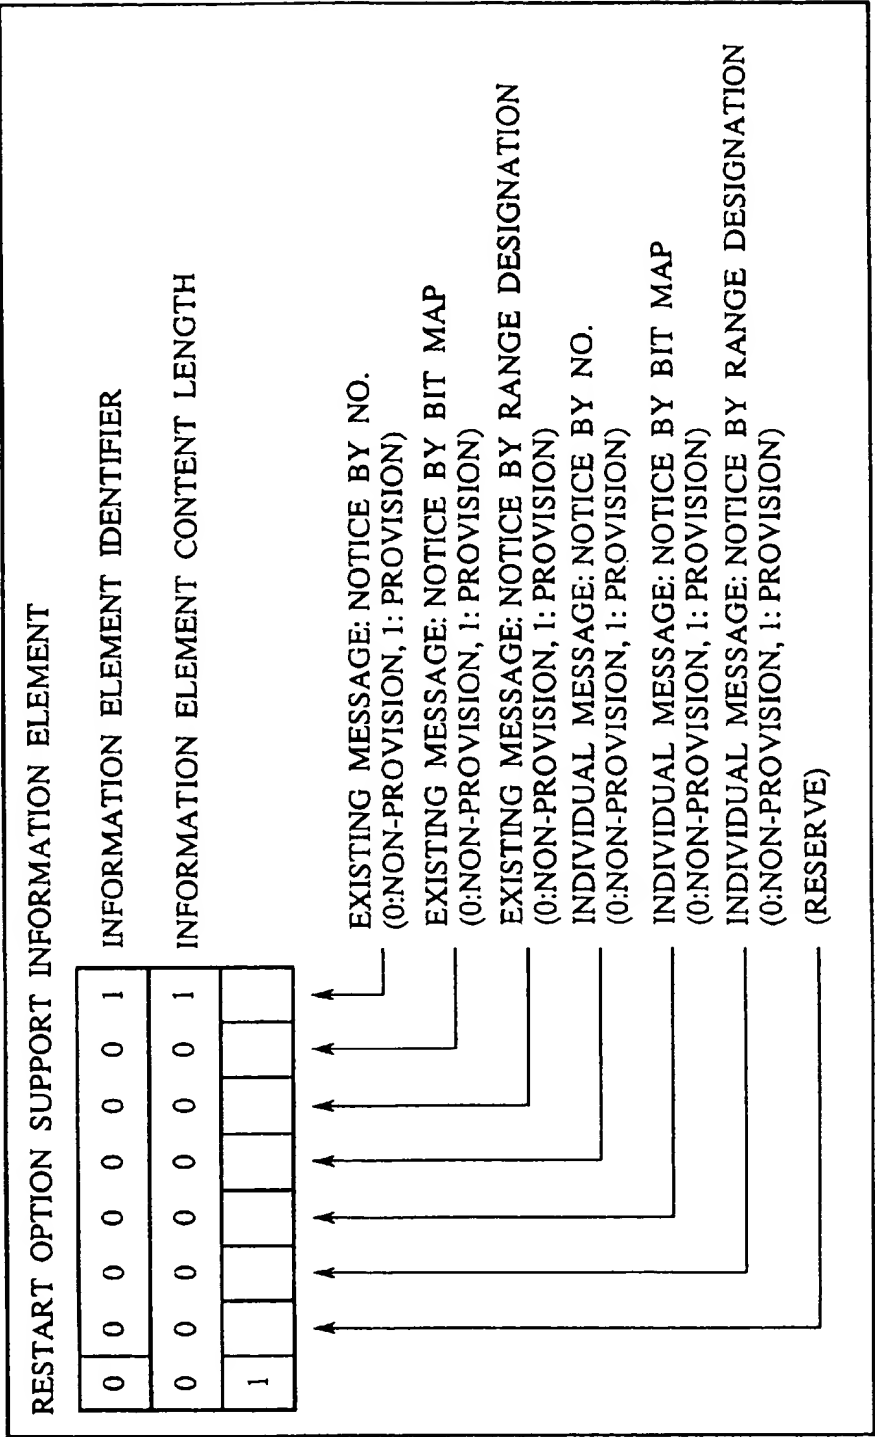 RESTART OPTION SUPPORT INFORMATION ELEMENT
0 0 0 0 0 0 0 1 INFORMATION ELEMENT IDENTIFIER
0 0 0 0 0 0 0 1 INFORMATION ELEMENT CONTENT LENGTH
1
EXISTING MESSAGE: NOTICE BY NO.
(0:NON-PROVISION, 1: PROVISION)
EXISTING MESSAGE: NOTICE BY BIT MAP
(0:NON-PROVISION, 1: PROVISION)
EXISTING MESSAGE: NOTICE BY RANGE DESIGNATION
(0:NON-PROVISION, 1: PROVISION)
INDIVIDUAL MESSAGE: NOTICE BY NO.
(0:NON-PROVISION, 1: PROVISION)
INDIVIDUAL MESSAGE: NOTICE BY BIT MAP
(0:NON-PROVISION, 1: PROVISION)
INDIVIDUAL MESSAGE: NOTICE BY RANGE DESIGNATION
(0:NON-PROVISION, 1: PROVISION)
(RESERVE)